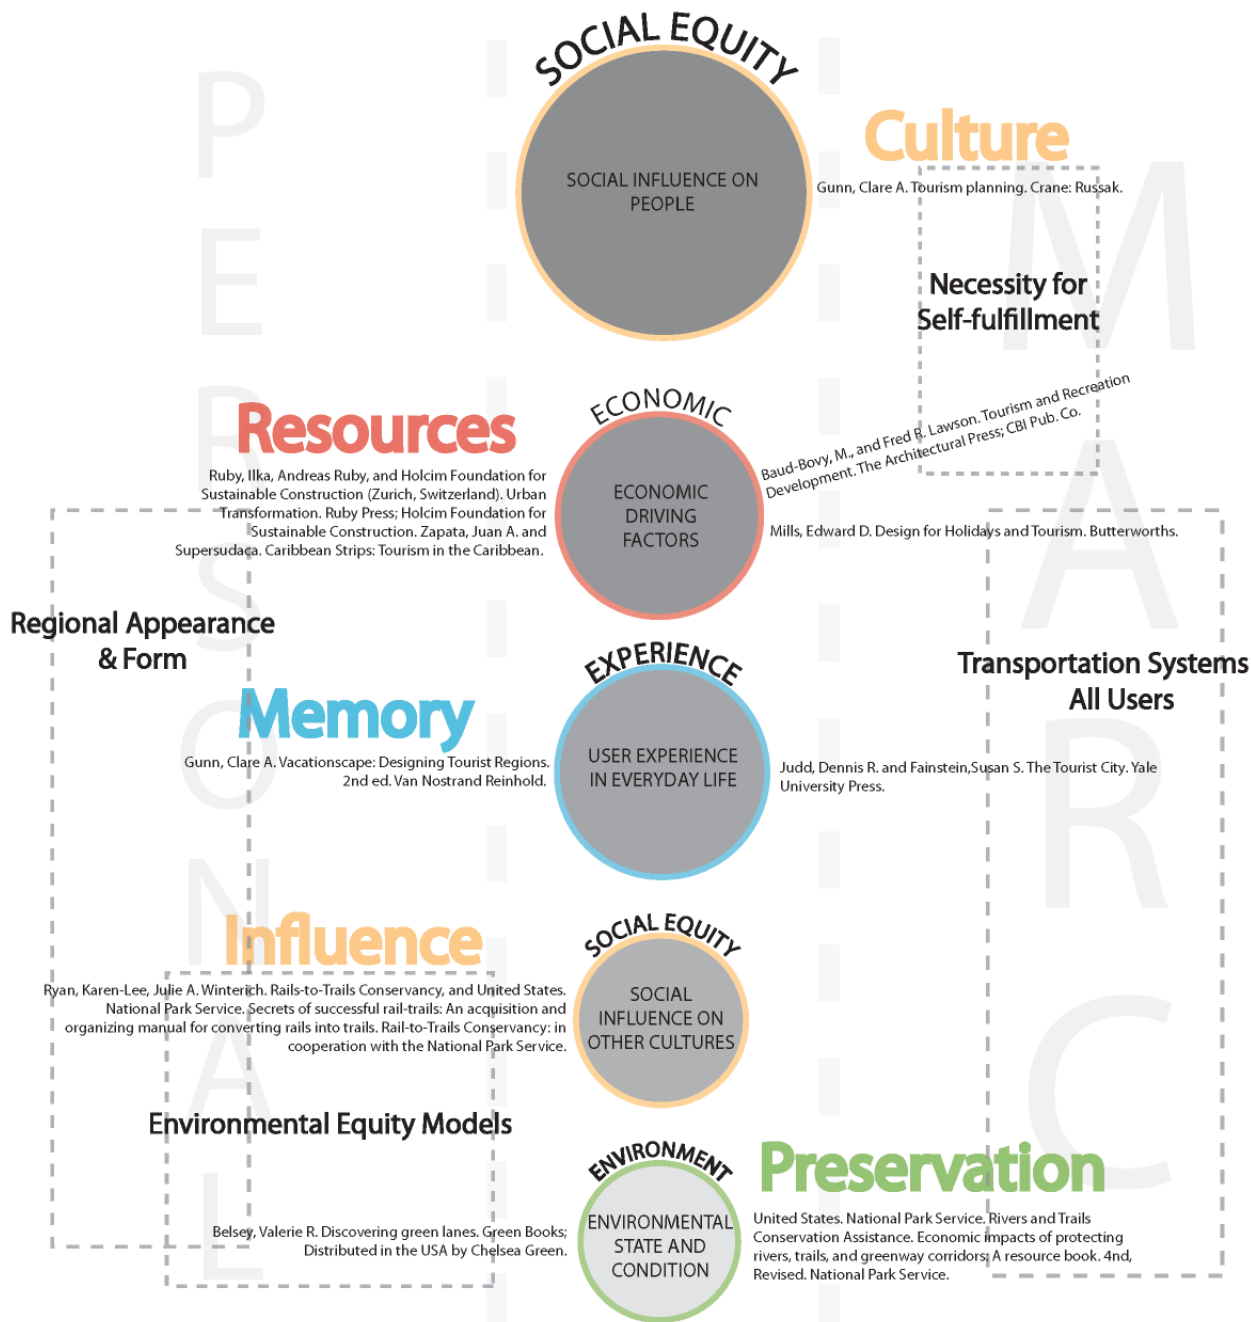 PERSONAL
MARC
SOCIAL EQUITY
SOCIAL INFLUENCE ON
PEOPLE
Culture
Gunn, Clare A. Tourism planning. Crane: Russak.
Necessity for
Self-fulfillment
Resources
Ruby, Ilka, Andreas Ruby, and Holcim Foundation for
Sustainable Construction (Zurich, Switzerland). Urban
Transformation. Ruby Press; Holcim Foundation for
Sustainable Construction. Zapata, Juan A. and
Supersudaca. Caribbean Strips: Tourism in the Caribbean.
ECONOMIC
ECONOMIC
DRIVING
FACTORS
Baud-Bovy, M., and Fred R. Lawson. Tourism and Recreation
Development. The Architectural Press; CBI Pub. Co.
Mills, Edward D. Design for Holidays and Tourism. Butterworths.
Regional Appearance
& Form
EXPERIENCE
USER EXPERIENCE
IN EVERYDAY LIFE
Transportation Systems
All Users
Memory
Gunn, Clare A. Vacationscape: Designing Tourist Regions.
2nd ed. Van Nostrand Reinhold.
Judd, Dennis R. and Fainstein,Susan S. The Tourist City. Yale
University Press.
Influence
Ryan, Karen-Lee, Julie A. Winterich. Rails-to-Trails Conservancy, and United States.
National Park Service. Secrets of successful rail-trails: An acquisition and
organizing manual for converting rails into trails. Rail-to-Trails Conservancy: in
cooperation with the National Park Service.
SOCIAL EQUITY
SOCIAL
INFLUENCE ON
OTHER CULTURES
Environmental Equity Models
Belsey, Valerie R. Discovering green lanes. Green Books;
Distributed in the USA by Chelsea Green.
ENVIRONMENT
ENVIRONMENTAL
STATE AND
CONDITION
Preservation
United States. National Park Service. Rivers and Trails
Conservation Assistance. Economic impacts of protecting
rivers, trails, and greenway corridors: A resource book. 4nd,
Revised. National Park Service.